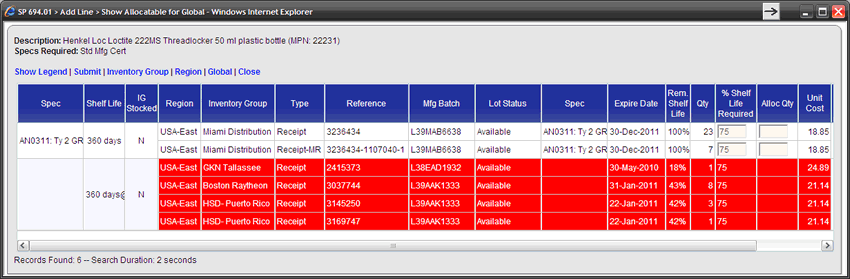 SP 694.01 > Add Line > Show Allocatable for Global - Windows Internet Explorer
Description: Henkel Loc Loctite 222MS Threadlocker 50 ml plastic bottle (MPN: 22231)
Specs Required: Std Mfg Cert
Show Legend | Submit | Inventory Group | Region | Global | Close
Spec Shelf Life IG Stocked Region Inventory Group Type Reference Mfg Batch Lot Status Spec Expire Date Rem. Shelf Life Qty % Shelf Life Required Alloc Qty Unit Cost
AN0311: Ty 2 GR 360 days N
USA-East Miami Distribution Receipt 3236434 L39MAB6638 Available AN0311: Ty 2 GR 30-Dec-2011 100% 23 75 18.85
USA-East Miami Distribution Receipt-MR 3236434-1107040-1 L39MAB6638 Available AN0311: Ty 2 GR 30-Dec-2011 100% 7 75 18.85
360 days@ N
USA-East GKN Tallassee Receipt 2415373 L38EAD1932 Available 30-May-2010 18% 1 75 24.89
USA-East Boston Raytheon Receipt 3037744 L39AAK1333 Available 31-Jan-2011 43% 8 75 21.14
USA-East HSD- Puerto Rico Receipt 3145250 L39AAK1333 Available 22-Jan-2011 42% 3 75 21.14
USA-East HSD- Puerto Rico Receipt 3169747 L39AAK1333 Available 22-Jan-2011 42% 1 75 21.14
Records Found: 6 -- Search Duration: 2 seconds